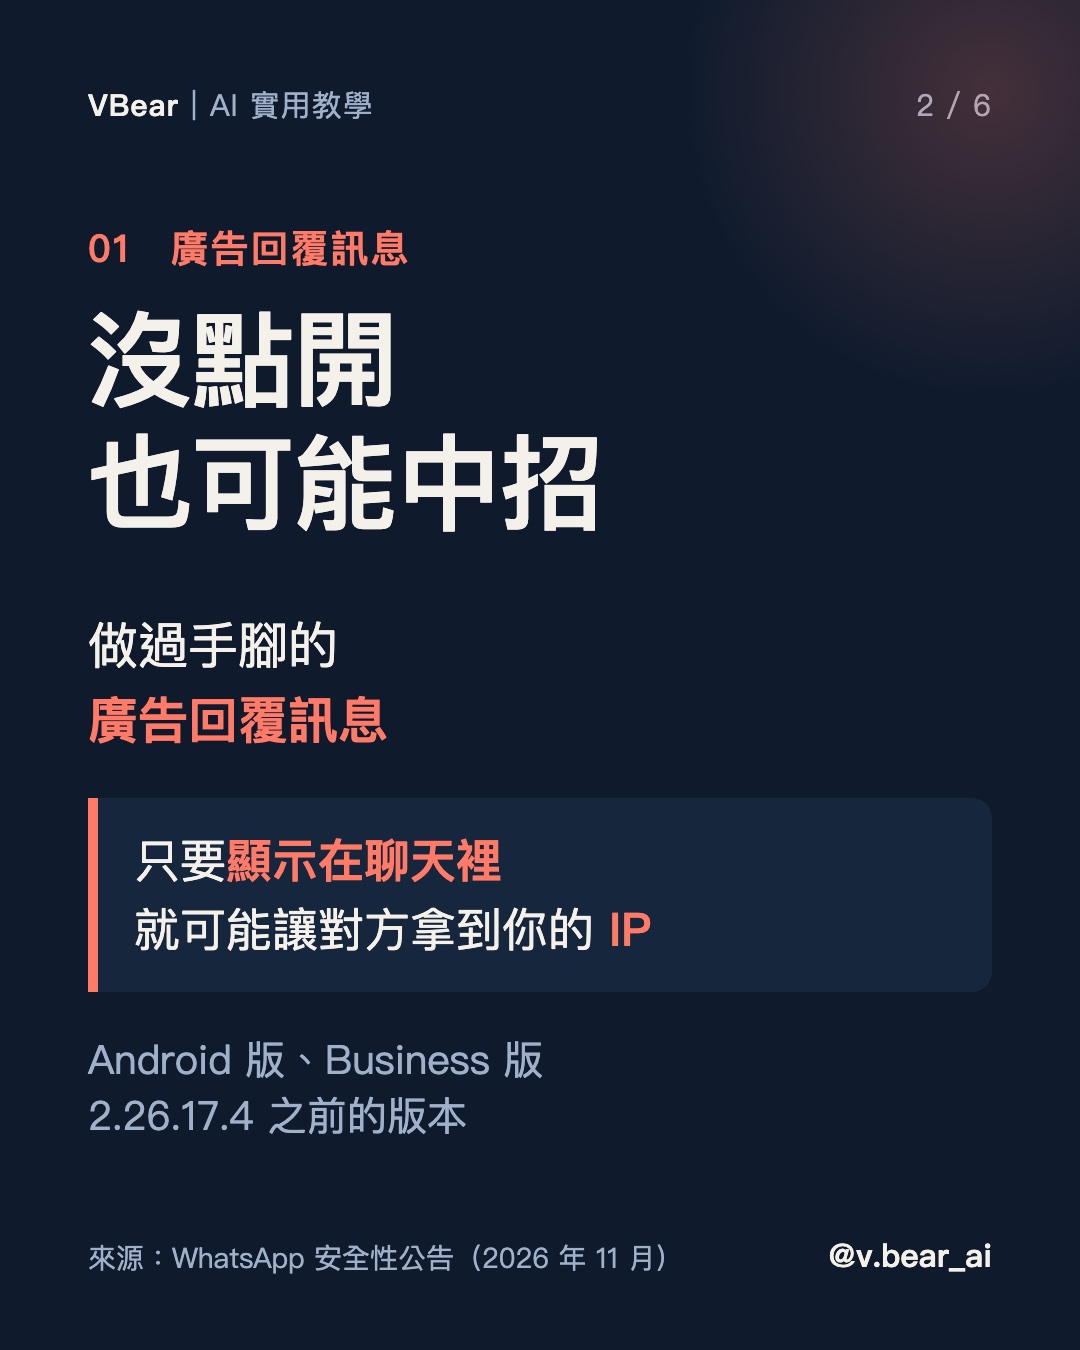 VBear | AI 實用教學
2 / 6
01 廣告回覆訊息
沒點開
也可能中招
做過手腳的
廣告回覆訊息
只要顯示在聊天裡
就可能讓對方拿到你的 IP
Android 版、Business 版
2.26.17.4 之前的版本
來源：WhatsApp 安全性公告（2026 年 11 月）
@v.bear_ai